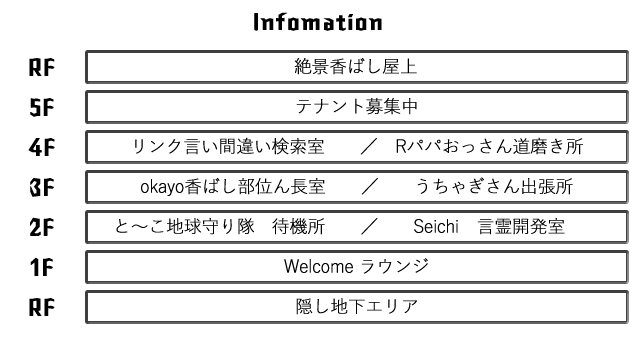 Infomation
RF 絶景香ばし屋上
5F テナント募集中
4F リンク言い間違い検索室 ／ Rパパおっさん道磨き所
3F okayo香ばし部位ん長室 ／ うちゃぎさん出張所
2F と～こ地球守り隊 待機所 ／ Seichi 言霊開発室
1F Welcome ラウンジ
RF 隠し地下エリア